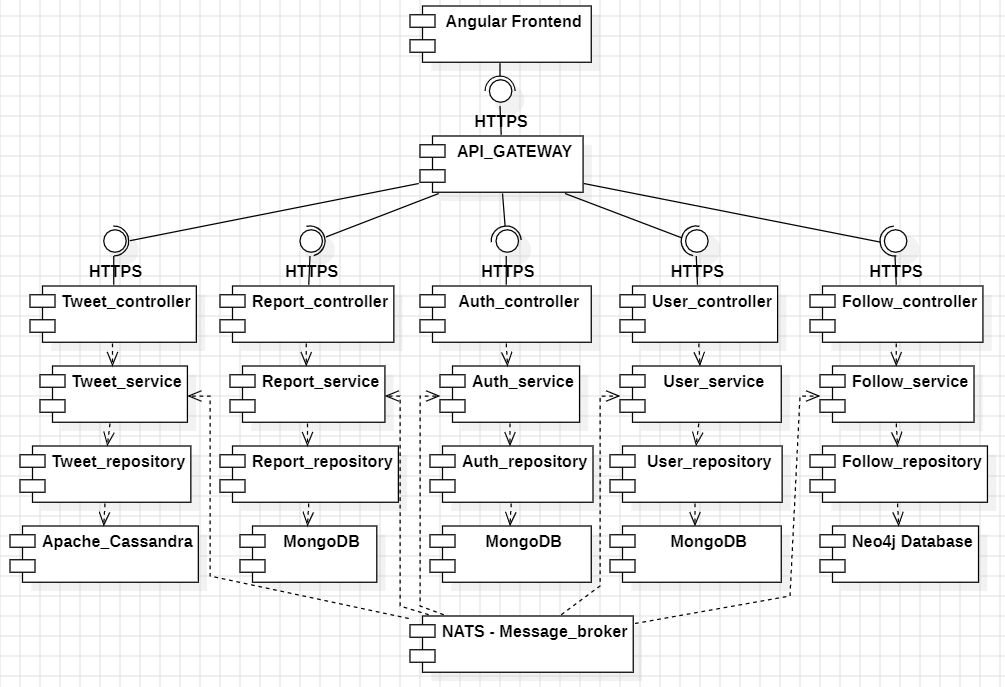 Angular Frontend
HTTPS
API_GATEWAY
HTTPS
HTTPS
HTTPS
HTTPS
HTTPS
Tweet_controller
Report_controller
Auth_controller
User_controller
Follow_controller
Tweet_service
Report_service
Auth_service
User_service
Follow_service
Tweet_repository
Report_repository
Auth_repository
User_repository
Follow_repository
Apache_Cassandra
MongoDB
MongoDB
MongoDB
Neo4j Database
NATS - Message_broker